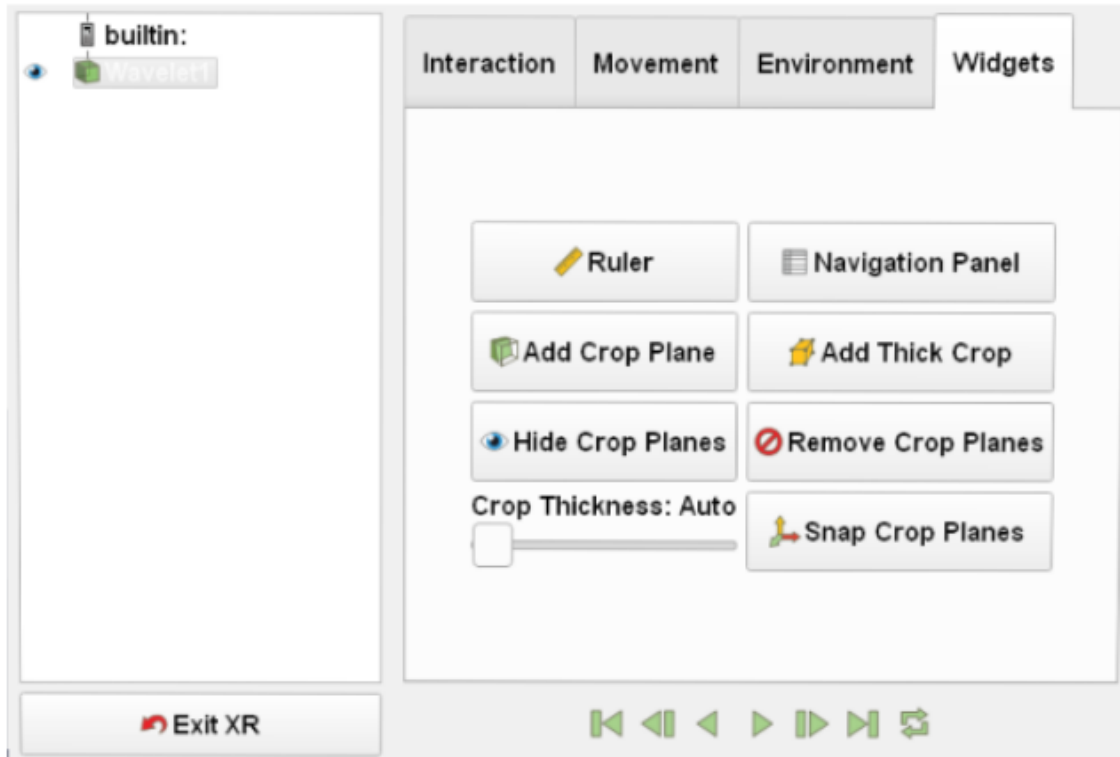 builtin:
Wavelet1
Interaction
Movement
Environment
Widgets
Ruler
Navigation Panel
Add Crop Plane
Add Thick Crop
Hide Crop Planes
Remove Crop Planes
Crop Thickness: Auto
Snap Crop Planes
Exit XR